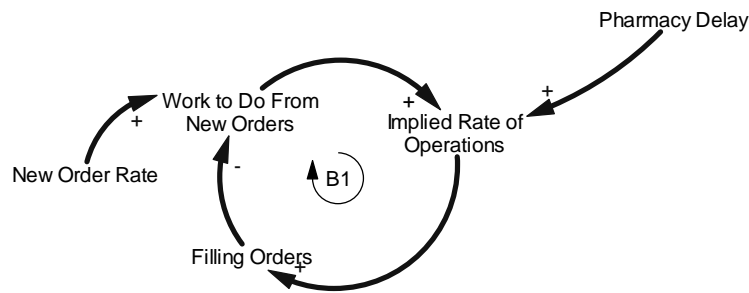 Pharmacy Delay
+
Work to Do From
New Orders
+
+
Implied Rate of
Operations
New Order Rate
-
B1
Filling Orders
+